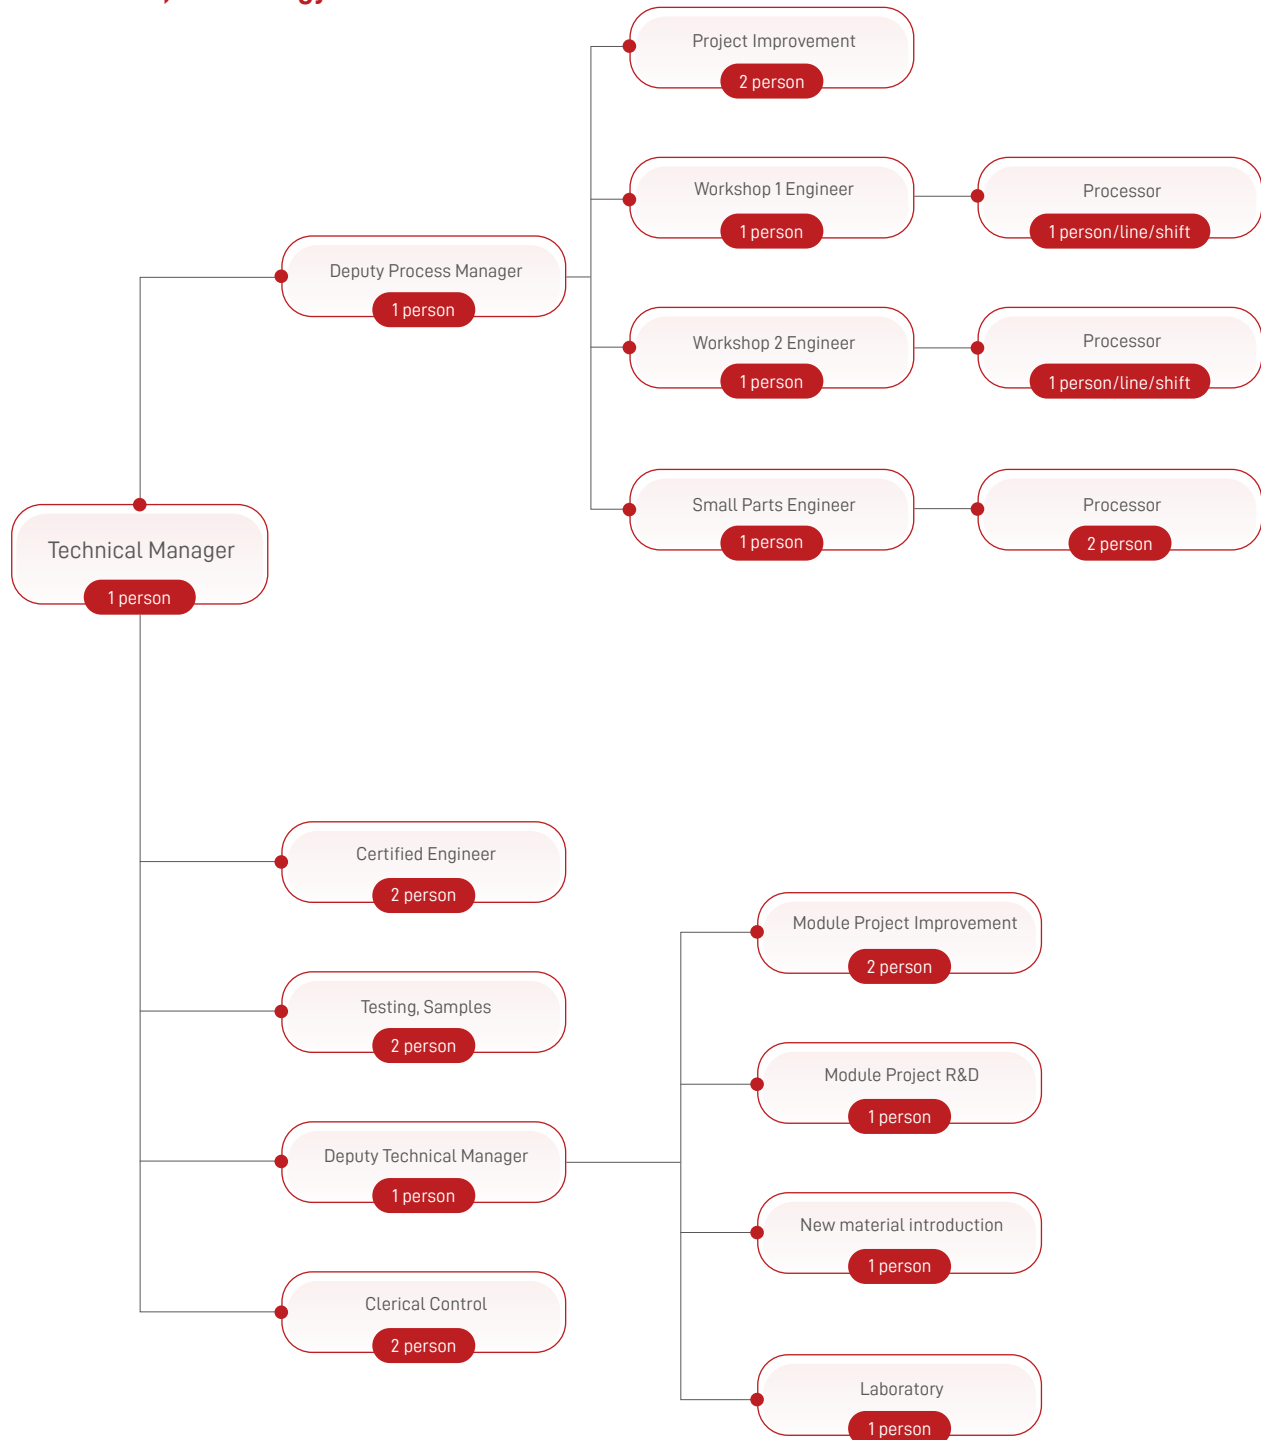 Project Improvement
2 person
Workshop 1 Engineer
1 person
Processor
1 person/line/shift
Deputy Process Manager
1 person
Workshop 2 Engineer
1 person
Processor
1 person/line/shift
Small Parts Engineer
1 person
Processor
2 person
Technical Manager
1 person
Certified Engineer
2 person
Module Project Improvement
2 person
Testing, Samples
2 person
Module Project R&D
1 person
Deputy Technical Manager
1 person
New material introduction
1 person
Clerical Control
2 person
Laboratory
1 person